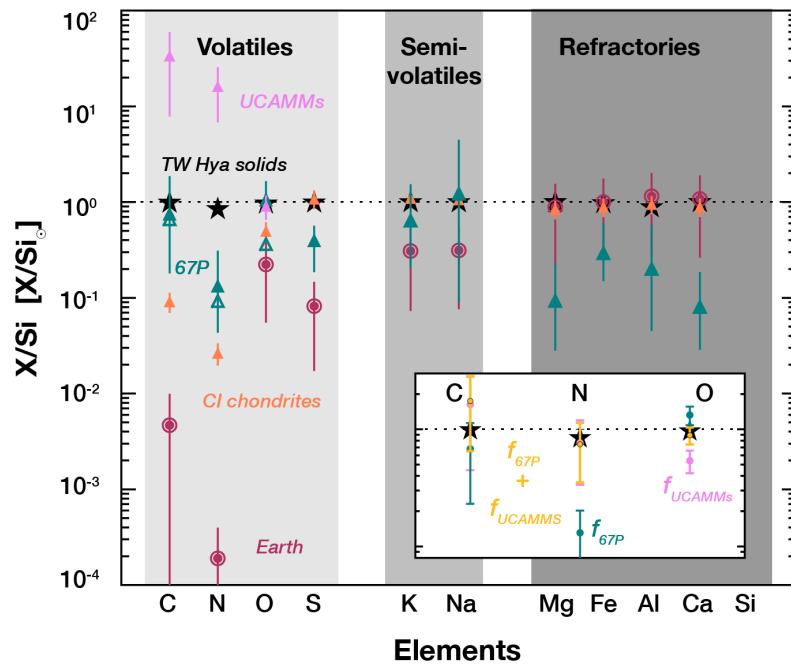 Volatiles
Semi-
volatiles
Refractories
UCAMMs
TW Hya solids
67P
CI chondrites
Earth
X/Si [X/Si☉]
10²
10¹
10⁰
10⁻¹
10⁻²
10⁻³
10⁻⁴
C N O
f67P
+
fUCAMMS
fUCAMMs
f67P
C N O S K Na Mg Fe Al Ca Si
Elements